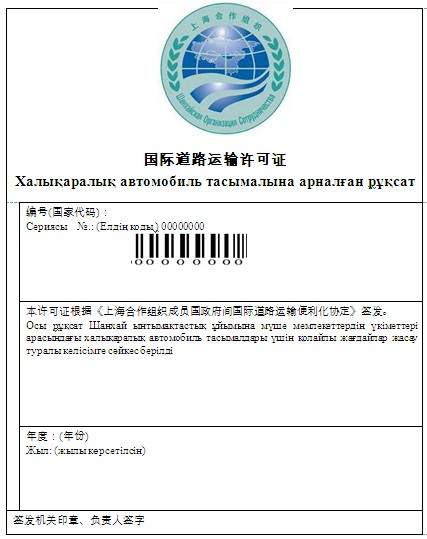 上海合作组织
Шанхайская Организация Сотрудничества
国际道路运输许可证
Халықаралық автомобиль тасымалына арналған рұқсат
编号(国家代码)：
Сериясы №.: (Елдің коды) 00000000
00000000
本许可证根据《上海合作组织成员国政府间国际道路运输便利化协定》签发。
Осы рұқсат Шанхай ынтымақтастық ұйымына мүше мемлекеттердің үкіметтері
арасындағы халықаралық автомобиль тасымалдары үшін қолайлы жағдайлар жасау
туралы келісімге сәйкес берілді
年度：(年份)
Жыл: (жылы көрсетілсін)
签发机关印章、负责人签字